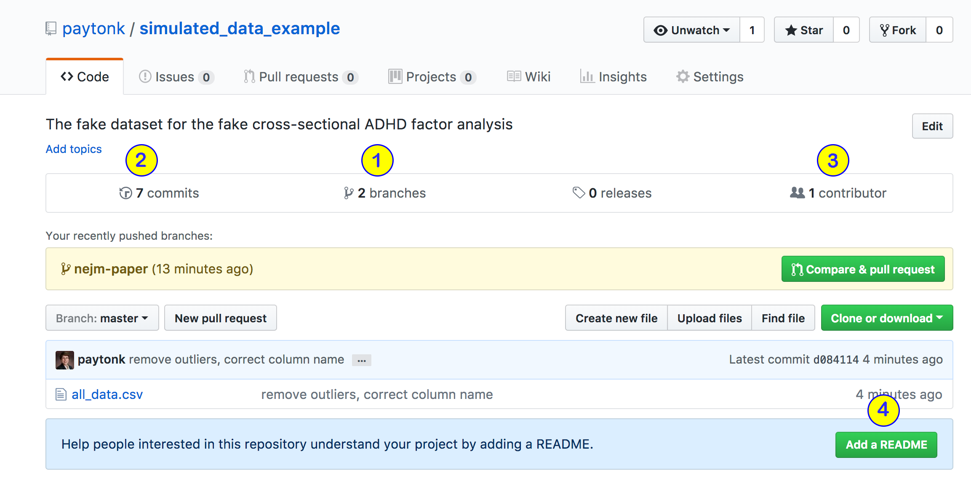 paytonk / simulated_data_example
Unwatch 1 Star 0 Fork 0
Code Issues 0 Pull requests 0 Projects 0 Wiki Insights Settings
The fake dataset for the fake cross-sectional ADHD factor analysis
Edit
Add topics
2 1 3
7 commits 2 branches 0 releases 1 contributor
Your recently pushed branches:
nejm-paper (13 minutes ago) Compare & pull request
Branch: master New pull request Create new file Upload files Find file Clone or download
paytonk remove outliers, correct column name ... Latest commit d084114 4 minutes ago
all_data.csv remove outliers, correct column name 4 minutes ago
4
Help people interested in this repository understand your project by adding a README. Add a README